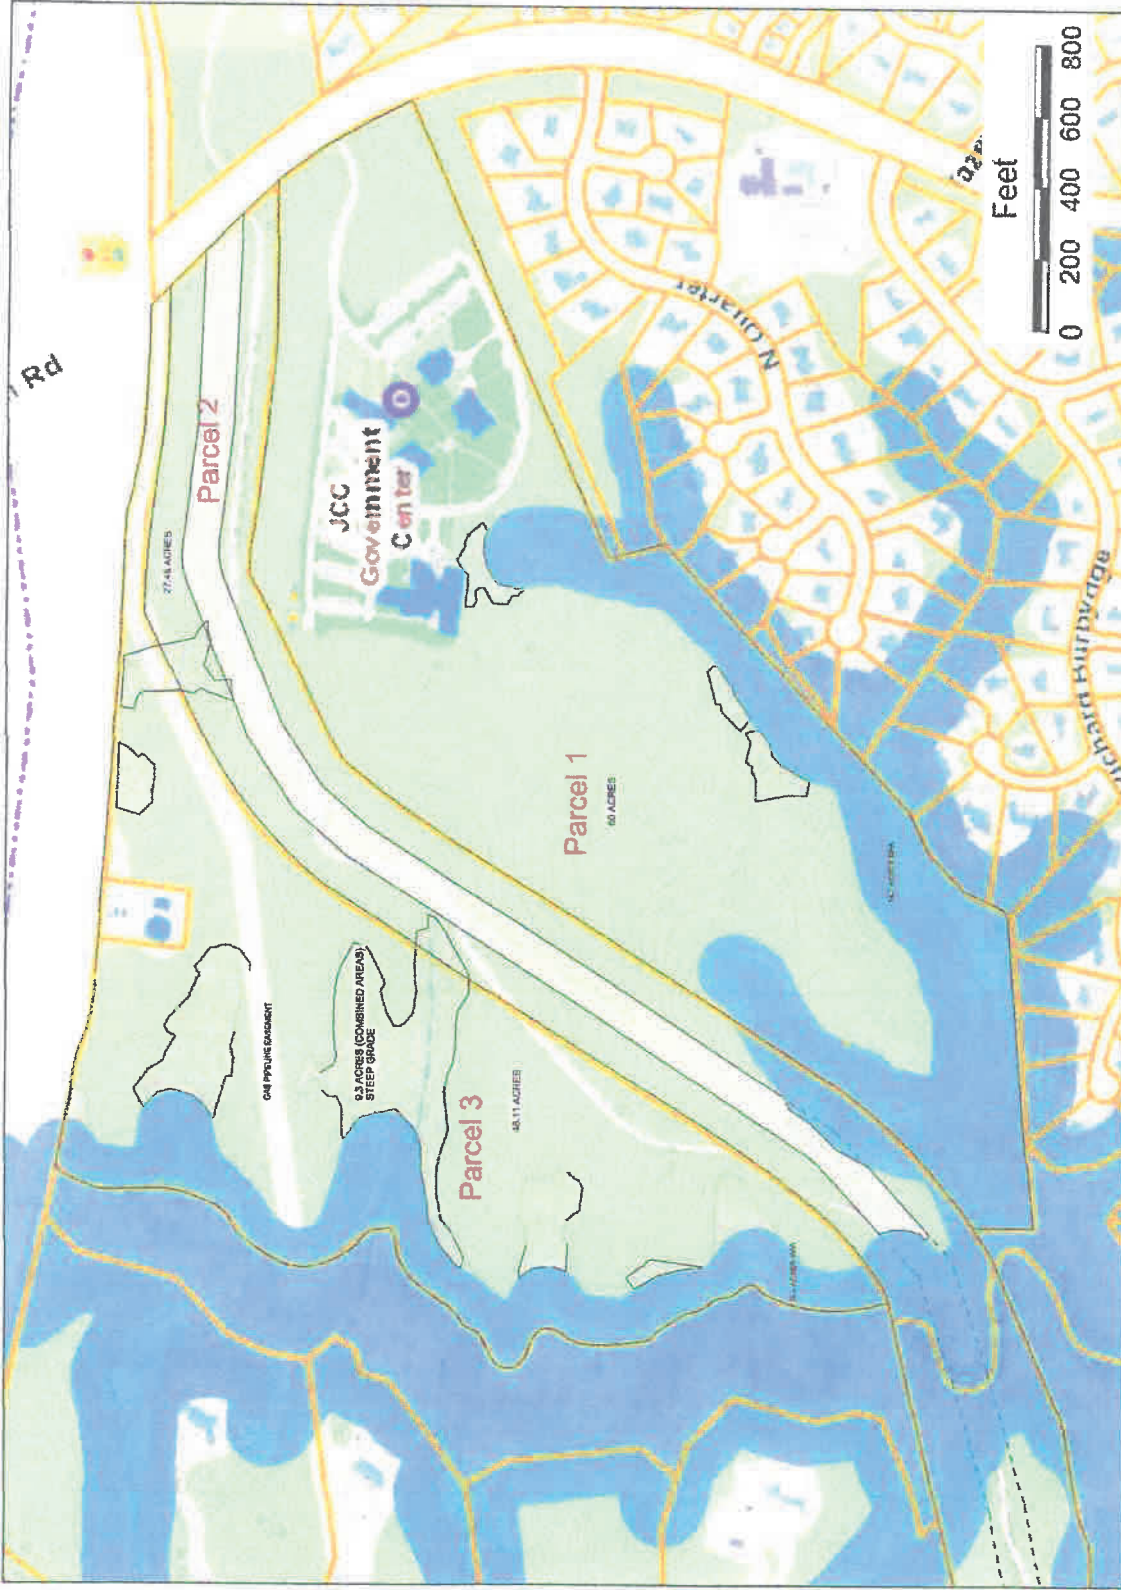 Rd
Parcel 2
27.48 ACRES
JCC
Government
Center
N Quarter
Feet
0 200 400 600 800
Parcel 1
60 ACRES
GAS PIPELINE EASEMENT
9.3 ACRES (COMBINED AREAS)
STEEP GRADE
Parcel 3
48.11 ACRES
Richard Burbydge